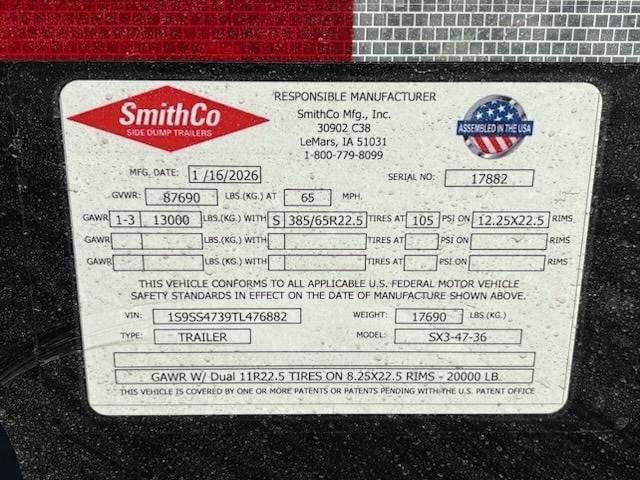 SmithCo
SIDE DUMP TRAILERS
RESPONSIBLE MANUFACTURER
SmithCo Mfg., Inc.
30902 C38
LeMars, IA 51031
1-800-779-8099
ASSEMBLED IN THE USA
MFG. DATE: 1 /16/2026 SERIAL NO: 17882
GVWR: 87690 LBS.(KG.) AT 65 MPH.
GAWR 1-3 13000 LBS.(KG.) WITH S 385/65R22.5 TIRES AT 105 PSI ON 12.25X22.5 RIMS
GAWR LBS.(KG.) WITH TIRES AT PSI ON RIMS
GAWR LBS.(KG.) WITH TIRES AT PSI ON RIMS
THIS VEHICLE CONFORMS TO ALL APPLICABLE U.S. FEDERAL MOTOR VEHICLE
SAFETY STANDARDS IN EFFECT ON THE DATE OF MANUFACTURE SHOWN ABOVE.
VIN: 1S9SS4739TL476882 WEIGHT: 17690 LBS.(KG.)
TYPE: TRAILER MODEL: SX3-47-36
GAWR W/ Dual 11R22.5 TIRES ON 8.25X22.5 RIMS - 20000 LB
THIS VEHICLE IS COVERED BY ONE OR MORE PATENTS OR PATENTS PENDING WITH THE U.S. PATENT OFFICE